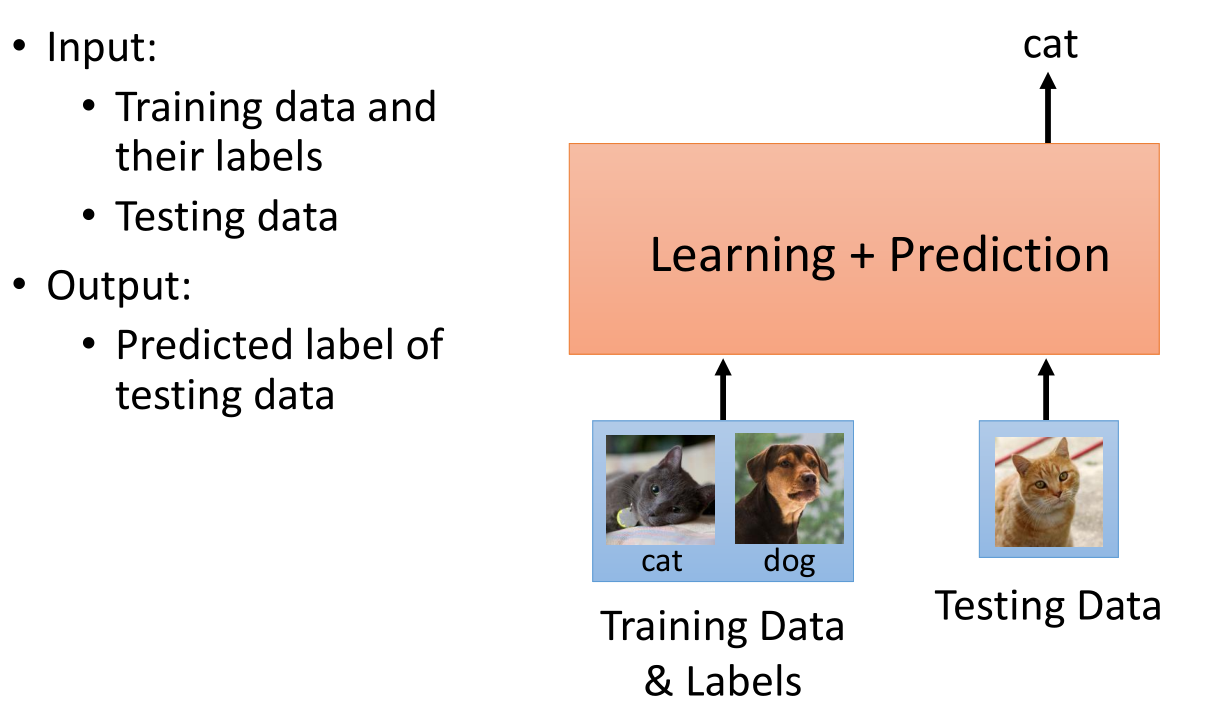 • Input:
• Training data and
their labels
• Testing data
• Output:
• Predicted label of
testing data
cat
Learning + Prediction
cat
dog
Training Data
& Labels
Testing Data